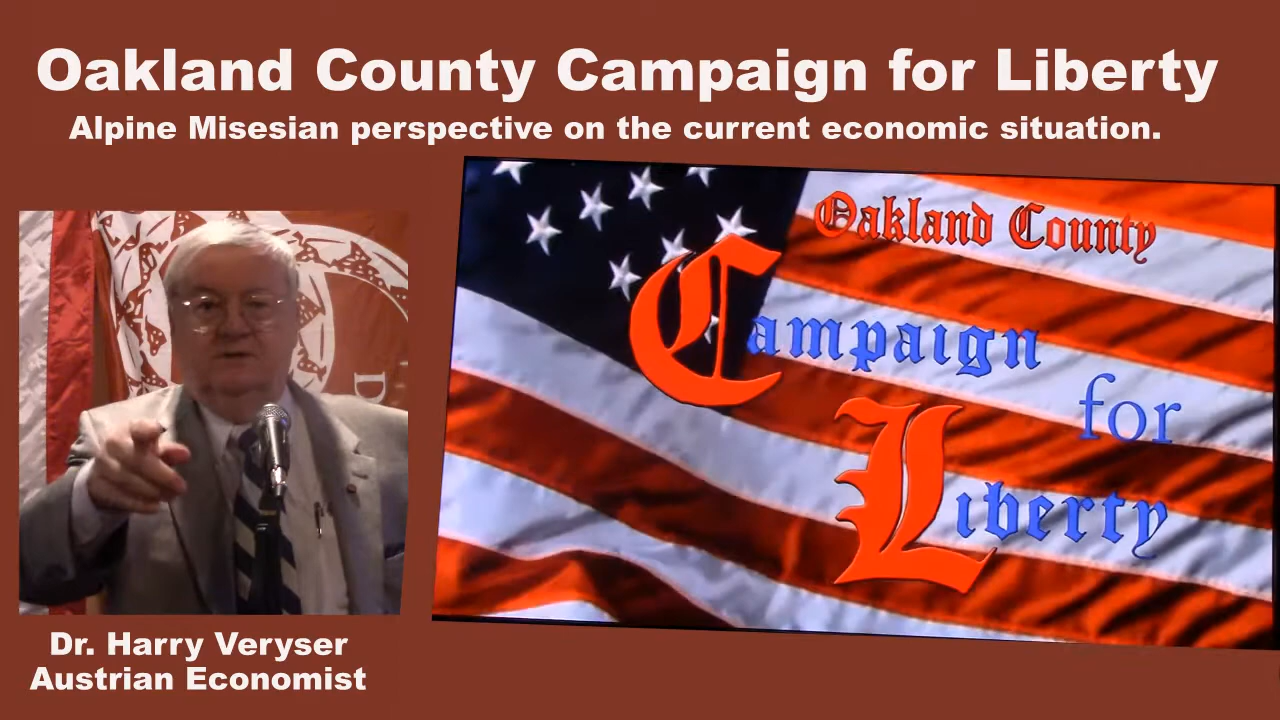 Oakland County Campaign for Liberty
Alpine Misesian perspective on the current economic situation.
Oakland County
Campaign
for
Liberty
D
Dr. Harry Veryser
Austrian Economist